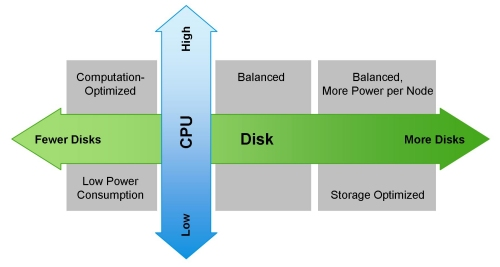 High
Computation-
Optimized
Balanced
Balanced,
More Power per Node
Fewer Disks
CPU
Disk
More Disks
Low Power
Consumption
Storage Optimized
Low